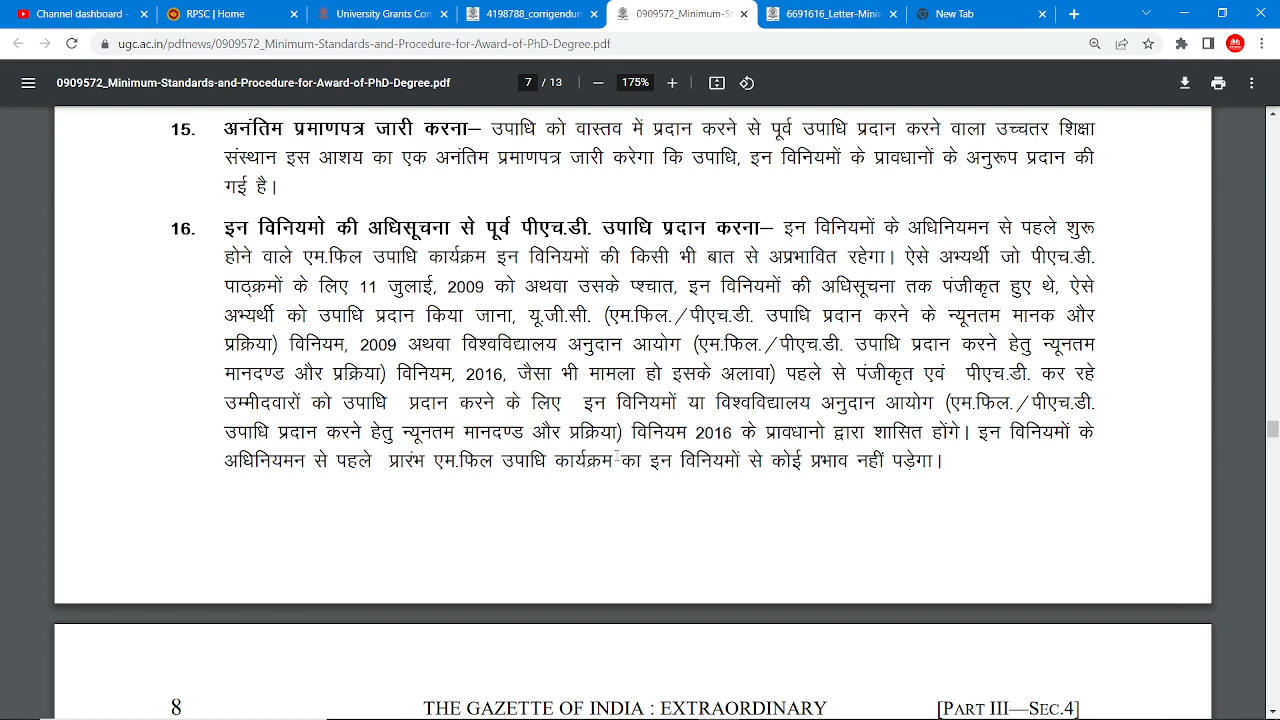 Channel dashboard -
RPSC | Home
University Grants Con
4198788_corrigendun
0909572_Minimum-St
6691616_Letter-Minin
New Tab
ugc.ac.in/pdfnews/0909572_Minimum-Standards-and-Procedure-for-Award-of-PhD-Degree.pdf
0909572_Minimum-Standards-and-Procedure-for-Award-of-PhD-Degree.pdf 7 / 13 — 175% +
15. अनंतिम प्रमाणपत्र जारी करना– उपाधि को वास्तव में प्रदान करने से पूर्व उपाधि प्रदान करने वाला उच्चतर शिक्षा
संस्थान इस आशय का एक अनंतिम प्रमाणपत्र जारी करेगा कि उपाधि, इन विनियमों के प्रावधानों के अनुरूप प्रदान की
गई है।
16. इन विनियमो की अधिसूचना से पूर्व पीएच.डी. उपाधि प्रदान करना– इन विनियमों के अधिनियमन से पहले शुरू
होने वाले एम.फिल उपाधि कार्यक्रम इन विनियमों की किसी भी बात से अप्रभावित रहेगा। ऐसे अभ्यर्थी जो पीएच.डी.
पाठ्क्रमों के लिए 11 जुलाई, 2009 को अथवा उसके प्श्चात, इन विनियमों की अधिसूचना तक पंजीकृत हुए थे, ऐसे
अभ्यर्थी को उपाधि प्रदान किया जाना, यू.जी.सी. (एम.फिल./पीएच.डी. उपाधि प्रदान करने के न्यूनतम मानक और
प्रक्रिया) विनियम, 2009 अथवा विश्वविद्यालय अनुदान आयोग (एम.फिल./पीएच.डी. उपाधि प्रदान करने हेतु न्यूनतम
मानदण्ड और प्रक्रिया) विनियम, 2016, जैसा भी मामला हो इसके अलावा) पहले से पंजीकृत एवं पीएच.डी. कर रहे
उम्मीदवारों को उपाधि प्रदान करने के लिए इन विनियमों या विश्वविद्यालय अनुदान आयोग (एम.फिल./पीएच.डी.
उपाधि प्रदान करने हेतु न्यूनतम मानदण्ड और प्रक्रिया) विनियम 2016 के प्रावधानो द्वारा शासित होंगे। इन विनियमों के
अधिनियमन से पहले प्रारंभ एम.फिल उपाधि कार्यक्रम का इन विनियमों से कोई प्रभाव नहीं पड़ेगा।
8 THE GAZETTE OF INDIA : EXTRAORDINARY [PART III—SEC.4]